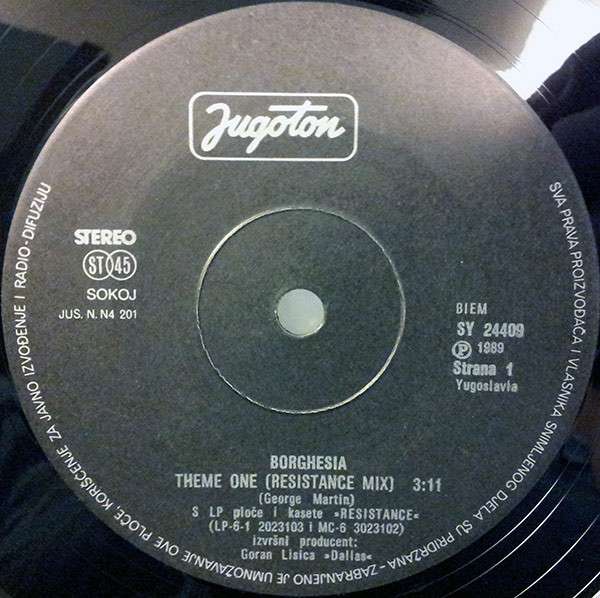 Jugoton
STEREO
ST 45
SOKOJ
JUS. N. N4 201
BIEM
SY 24409
Ⓟ 1989
Strana 1
Yugoslavia
BORGHESIA
THEME ONE (RESISTANCE MIX) 3:11
(George Martin)
S LP ploče i kasete »RESISTANCE«
(LP-6-1 2023103 i MC-6 3023102)
izvršni producent:
Goran Lisica »Dallas«
SVA PRAVA PROIZVOĐAČA I VLASNIKA SNIMLJENOG DJELA SU PRIDRŽANA - ZABRANJENO JE UMNOŽAVANJE OVE PLOČE KORIŠĆENJE ZA JAVNO IZVOĐENJE I RADIO-DIFUZIJU